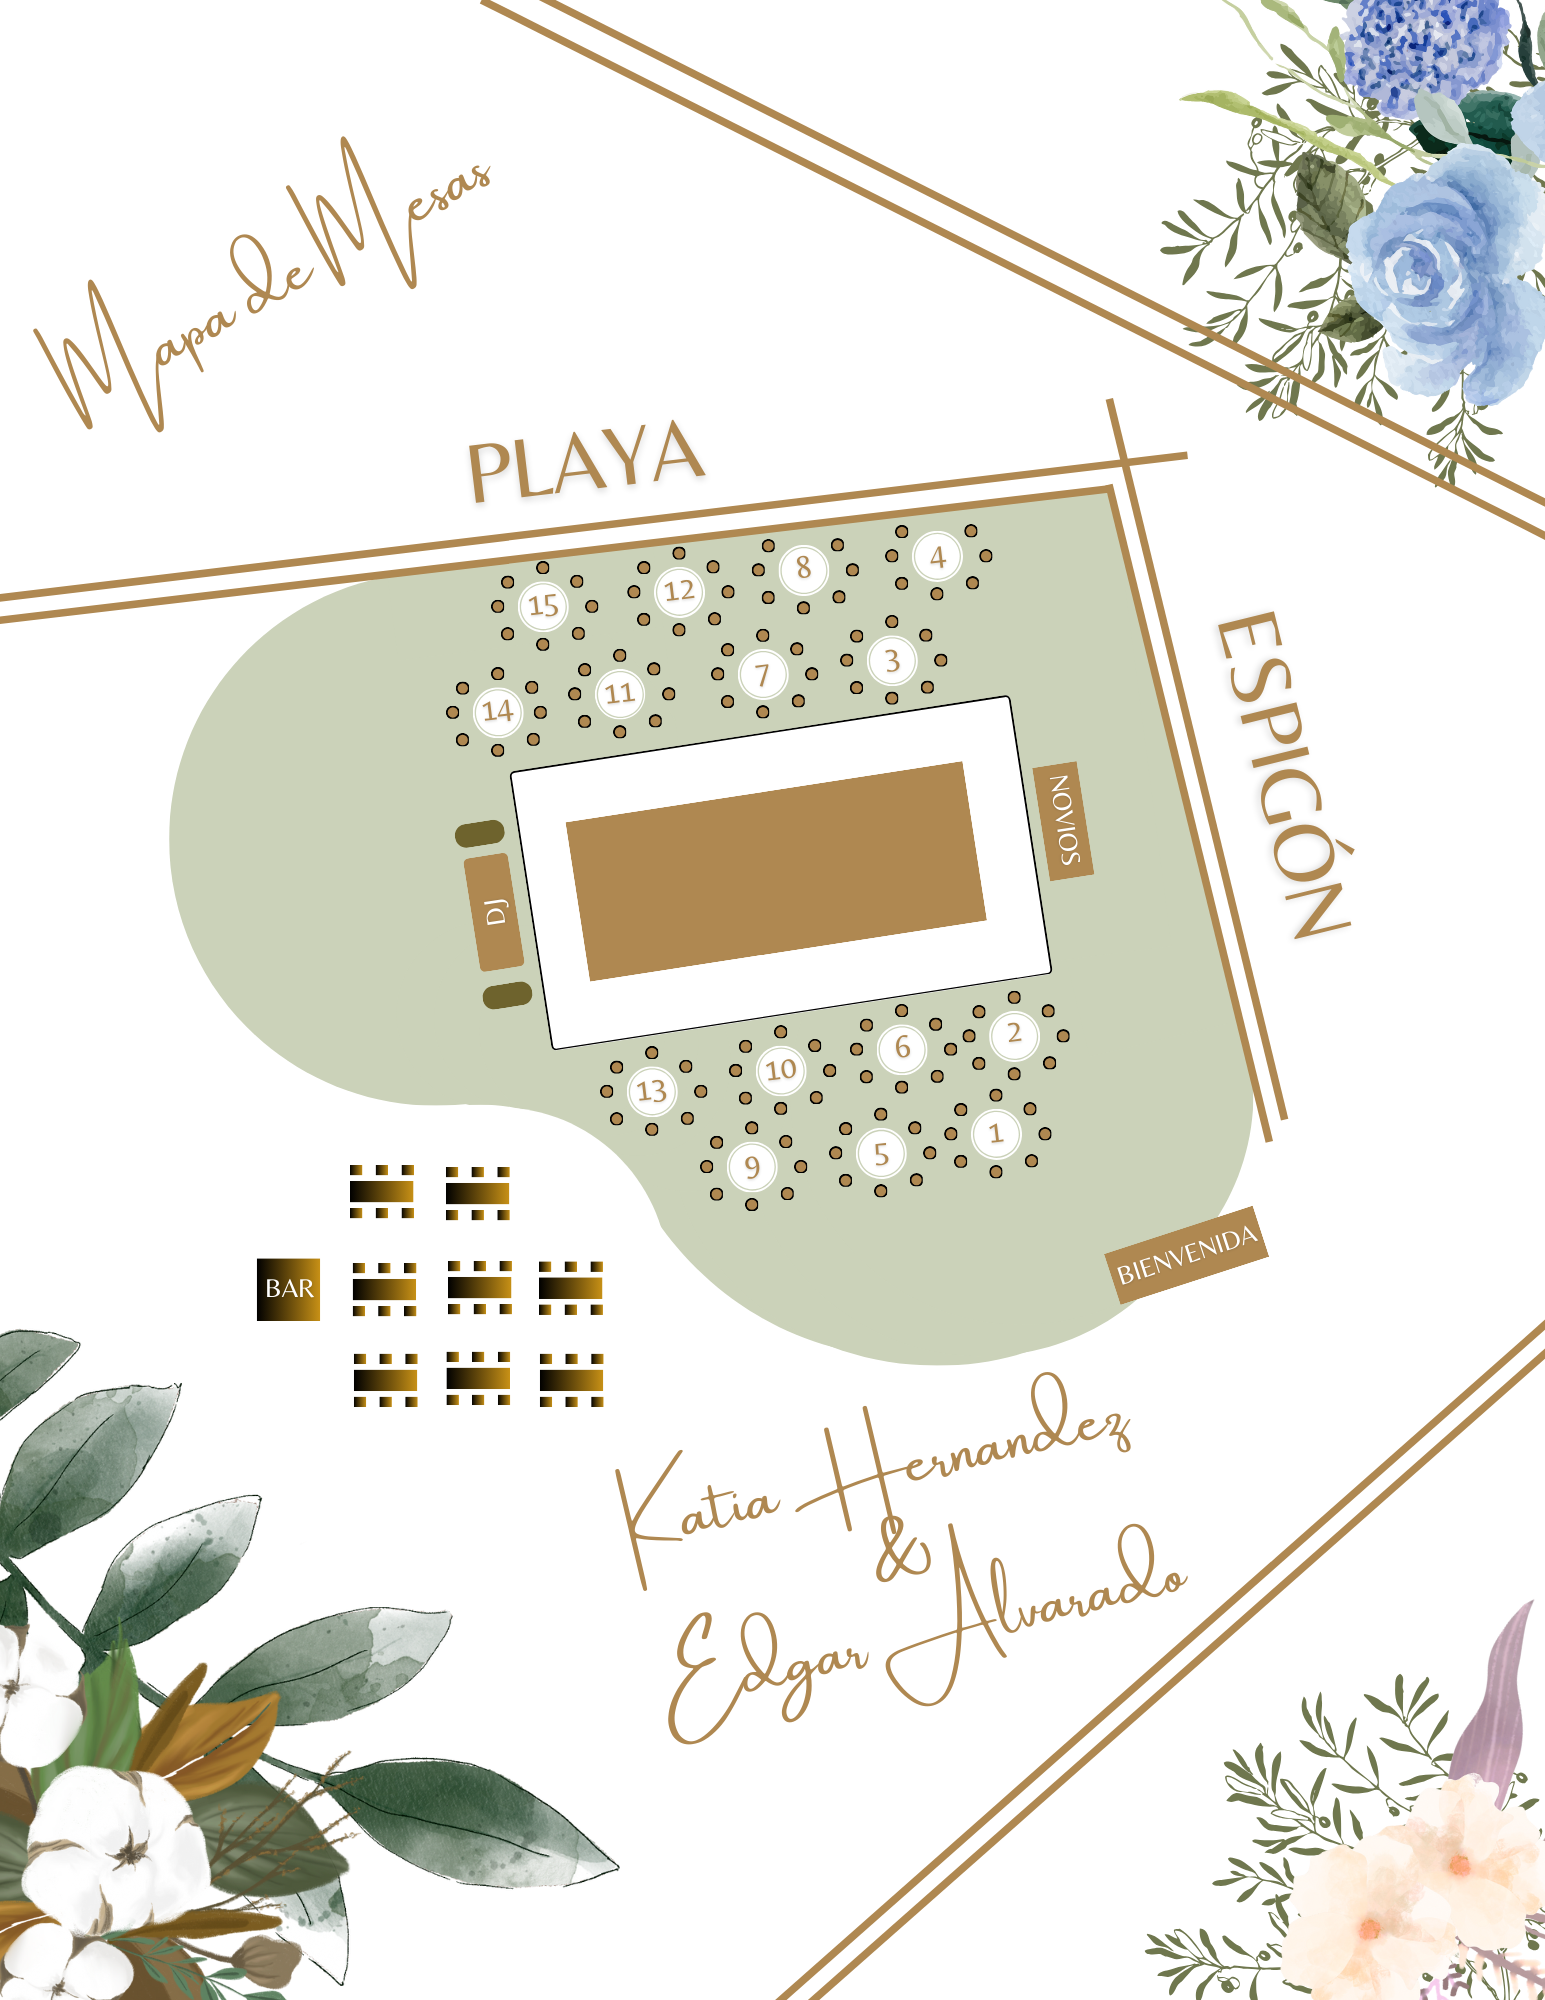 Mapa de Mesas
PLAYA
ESPIGÓN
4
8
12
15
3
7
11
14
NOVIOS
DJ
2
6
10
13
1
5
9
BIENVENIDA
BAR
Katia Hernandez
&
Edgar Alvarado